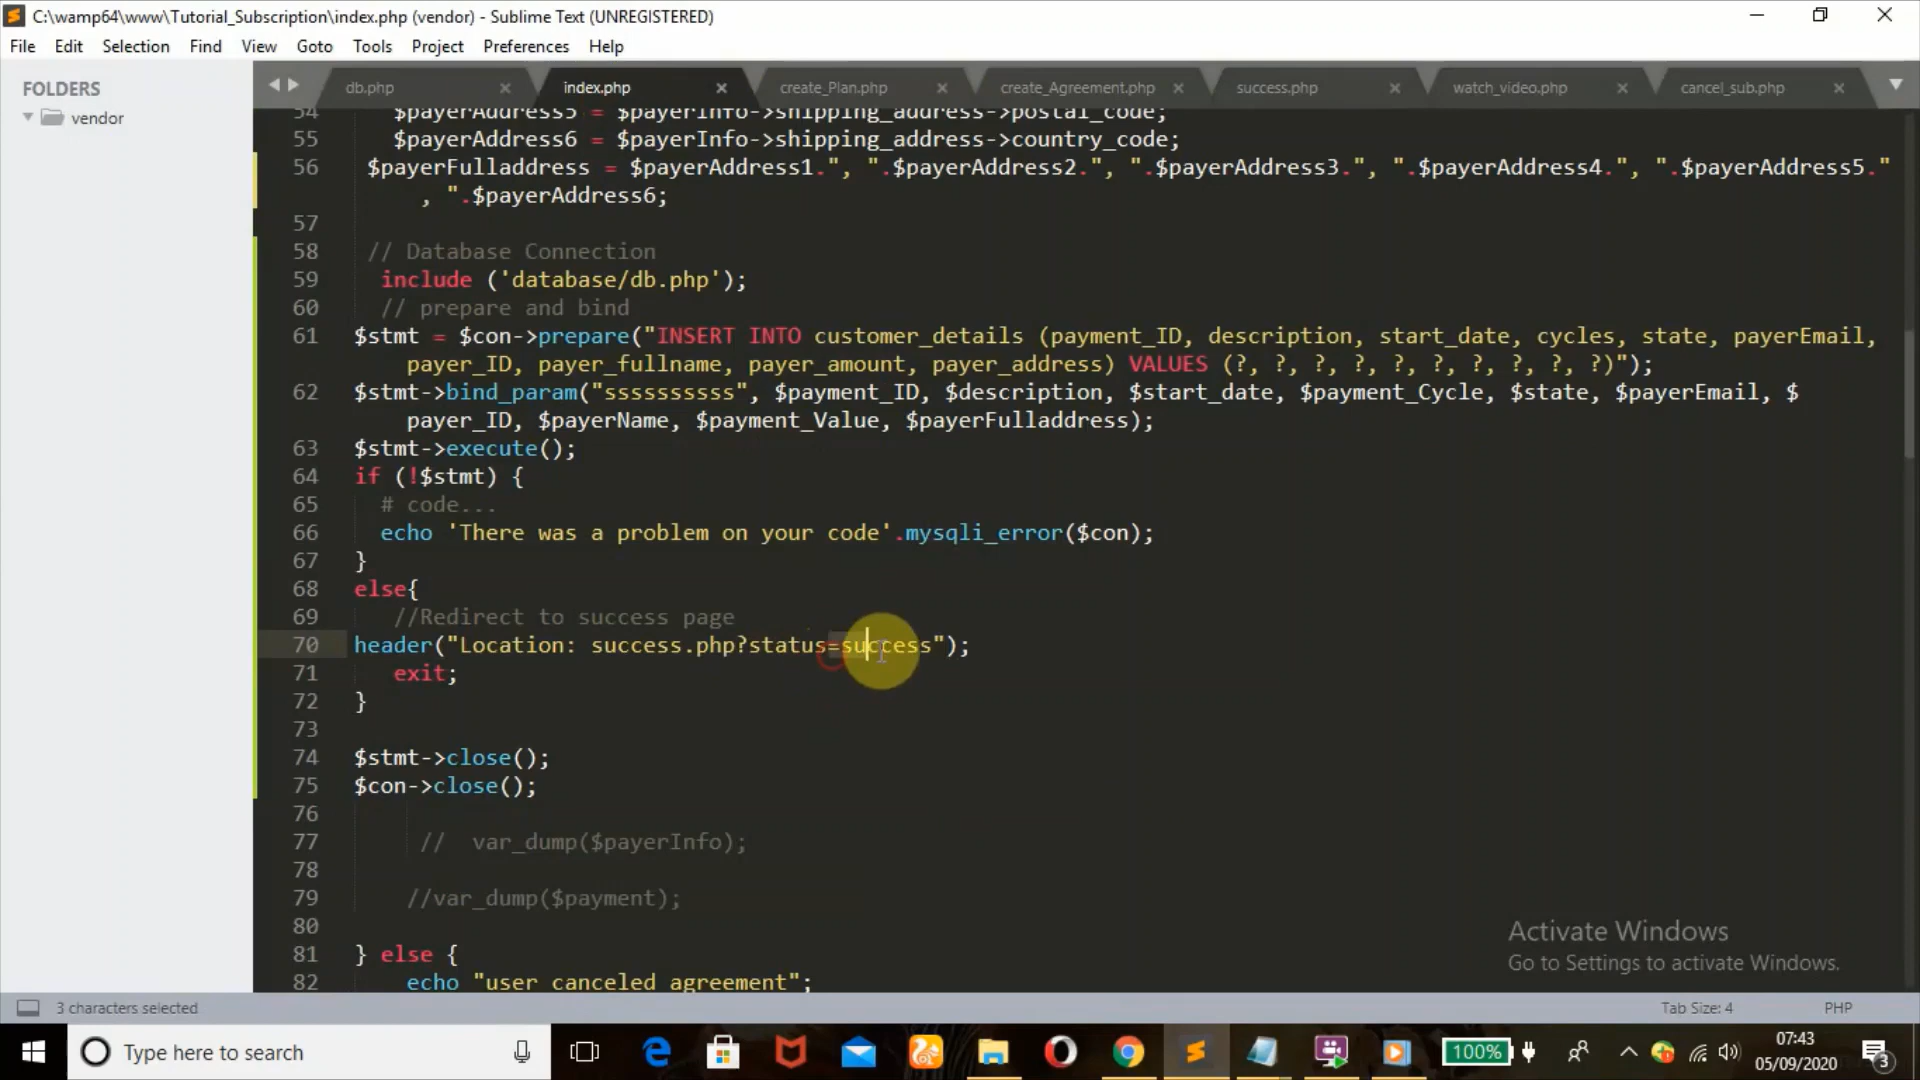 C:\wamp64\www\Tutorial_Subscription\index.php (vendor) - Sublime Text (UNREGISTERED)
File Edit Selection Find View Goto Tools Project Preferences Help
FOLDERS
vendor
db.php index.php create_Plan.php create_Agreement.php success.php watch_video.php cancel_sub.php
54 $payerAddress5 = $payerInfo->shipping_address->postal_code;
55 $payerAddress6 = $payerInfo->shipping_address->country_code;
56 $payerFulladdress = $payerAddress1.", ".$payerAddress2.", ".$payerAddress3.", ".$payerAddress4.", ".$payerAddress5."
, ".$payerAddress6;
57
58 // Database Connection
59 include ('database/db.php');
60 // prepare and bind
61 $stmt = $con->prepare("INSERT INTO customer_details (payment_ID, description, start_date, cycles, state, payerEmail,
payer_ID, payer_fullname, payer_amount, payer_address) VALUES (?, ?, ?, ?, ?, ?, ?, ?, ?, ?)");
62 $stmt->bind_param("ssssssssss", $payment_ID, $description, $start_date, $payment_Cycle, $state, $payerEmail, $
payer_ID, $payerName, $payment_Value, $payerFulladdress);
63 $stmt->execute();
64 if (!$stmt) {
65 # code...
66 echo 'There was a problem on your code'.mysqli_error($con);
67 }
68 else{
69 //Redirect to success page
70 header("Location: success.php?status=success");
71 exit;
72 }
73
74 $stmt->close();
75 $con->close();
76
77 // var_dump($payerInfo);
78
79 //var_dump($payment);
80
81 } else {
82 echo "user canceled agreement";
Activate Windows
Go to Settings to activate Windows.
3 characters selected Tab Size: 4 PHP
Type here to search 100% 07:43
05/09/2020 3